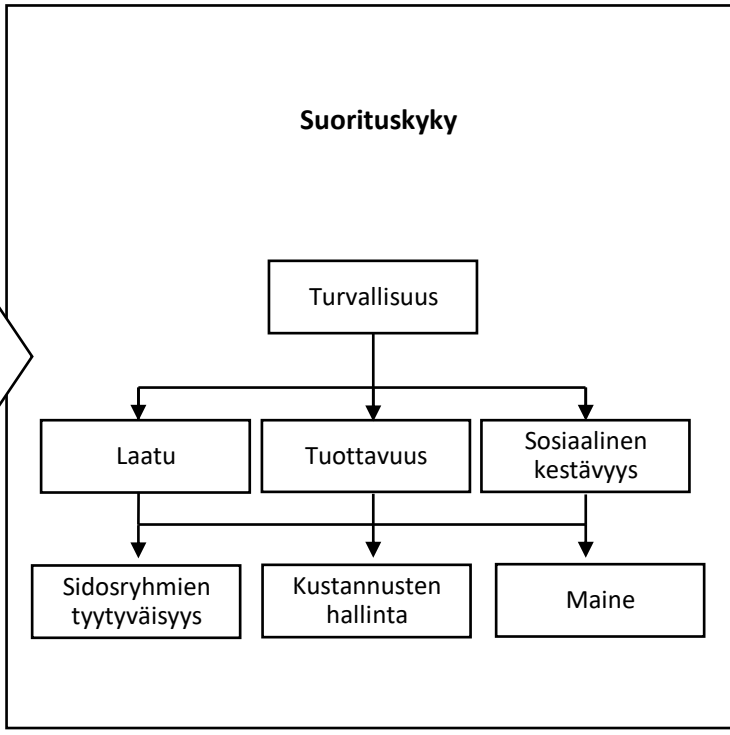 Suorituskyky
Turvallisuus
Laatu
Tuottavuus
Sosiaalinen
kestävyys
Sidosryhmien
tyytyväisyys
Kustannusten
hallinta
Maine